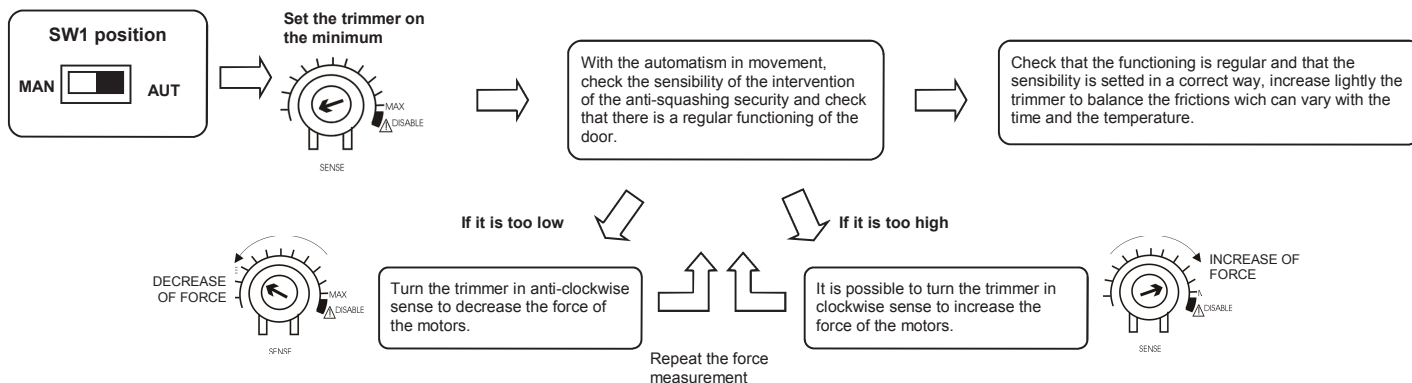 SW1 position
MAN
AUT
Set the trimmer on
the minimum
MAX
DISABLE
SENSE
With the automatism in movement,
check the sensibility of the intervention
of the anti-squashing security and check
that there is a regular functioning of the
door.
Check that the functioning is regular and that the
sensibility is setted in a correct way, increase lightly the
trimmer to balance the frictions wich can vary with the
time and the temperature.
If it is too low
If it is too high
DECREASE
OF FORCE
MAX
DISABLE
SENSE
Turn the trimmer in anti-clockwise
sense to decrease the force of
the motors.
Repeat the force
measurement
It is possible to turn the trimmer in
clockwise sense to increase the
force of the motors.
INCREASE OF
FORCE
DISABLE
SENSE